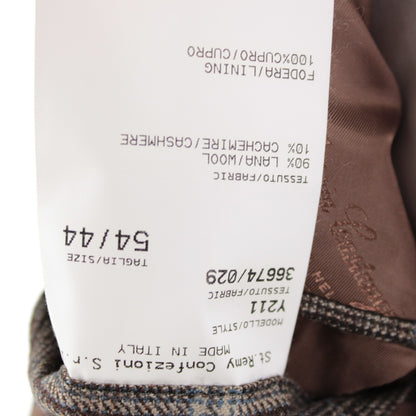 St. Remy Confezioni S.r.
MADE IN ITALY
MODELLO/STYLE
Y211
TESSUTO/FABRIC
36674/029
TAGLIA/SIZE
54/44
TESSUTO/FABRIC
90% LANA/WOOL
10% CACHEMIRE/CASHMERE
FODERA/LINING
100%CUPRO/CUPRO